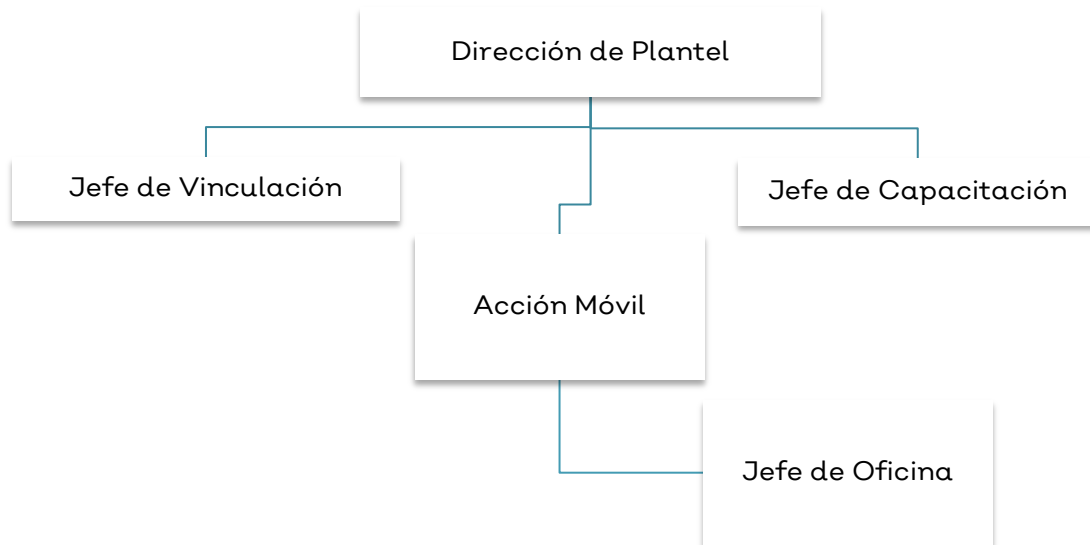 Dirección de Plantel
Jefe de Vinculación
Jefe de Capacitación
Acción Móvil
Jefe de Oficina